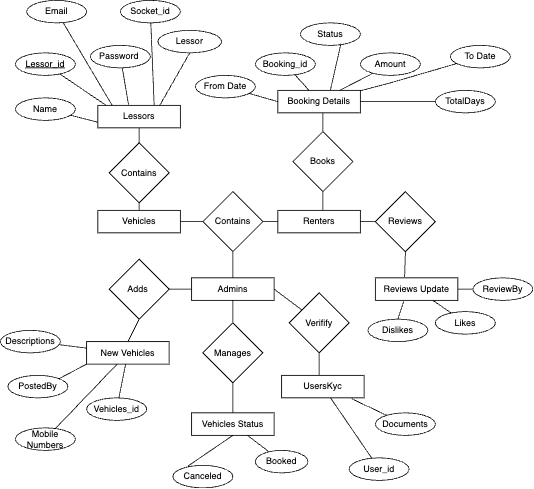 Email
Socket_id
Lessor
Lessor_id
Password
Name
Lessors
Status
Booking_id
Amount
To Date
From Date
Booking Details
TotalDays
Contains
Books
Vehicles
Contains
Renters
Reviews
Adds
Admins
Reviews Update
ReviewBy
Dislikes
Likes
Verifify
Descriptions
New Vehicles
Manages
PostedBy
UsersKyc
Vehicles_id
Mobile
Numbers
Vehicles Status
Documents
Canceled
Booked
User_id